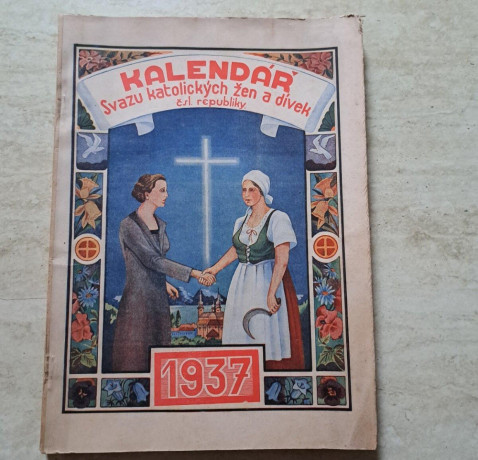 KALENDÁŘ
Svazu katolických žen a dívek
čsl. republiky.
1937